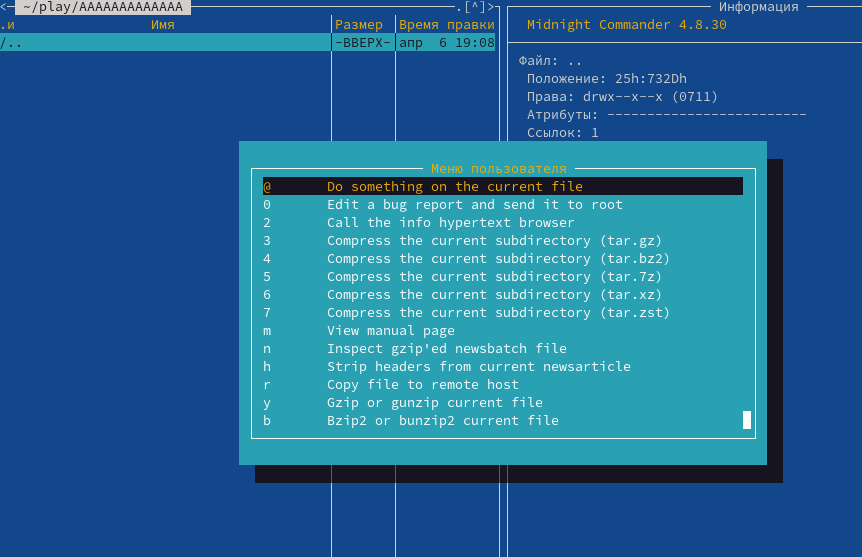 <─ ~/play/AAAAAAAAAAAAA ─.[^]>
.и Имя Размер Время правки
/.. -ВВЕРХ- апр  6 19:08
Информация
Midnight Commander 4.8.30
Файл: ..
Положение: 25h:732Dh
Права: drwx--x--x (0711)
Атрибуты: -------------------------
Ссылок: 1
Меню пользователя
@ Do something on the current file
0 Edit a bug report and send it to root
2 Call the info hypertext browser
3 Compress the current subdirectory (tar.gz)
4 Compress the current subdirectory (tar.bz2)
5 Compress the current subdirectory (tar.7z)
6 Compress the current subdirectory (tar.xz)
7 Compress the current subdirectory (tar.zst)
m View manual page
n Inspect gzip'ed newsbatch file
h Strip headers from current newsarticle
r Copy file to remote host
y Gzip or gunzip current file
b Bzip2 or bunzip2 current file